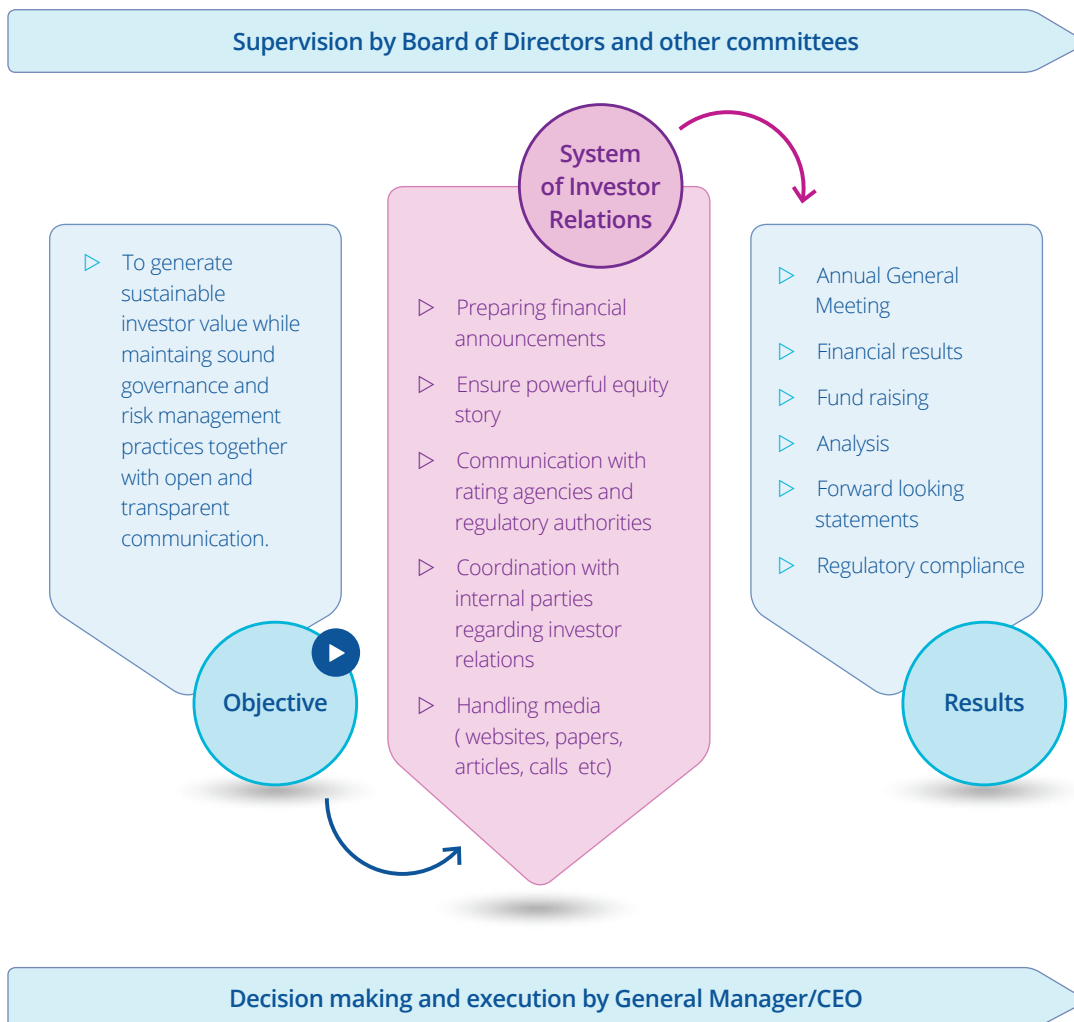 Supervision by Board of Directors and other committees
To generate
sustainable
investor value while
maintaing sound
governance and
risk management
practices together
with open and
transparent
communication.
Objective
System
of Investor
Relations
Preparing financial
announcements
Ensure powerful equity
story
Communication with
rating agencies and
regulatory authorities
Coordination with
internal parties
regarding investor
relations
Handling media
( websites, papers,
articles, calls  etc)
Annual General
Meeting
Financial results
Fund raising
Analysis
Forward looking
statements
Regulatory compliance
Results
Decision making and execution by General Manager/CEO